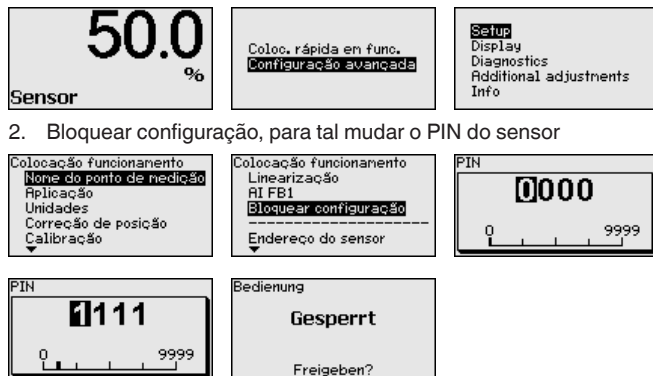 50.0
%
Sensor
Coloc. rápida en func.
Configuração avançada
Setup
Display
Diagnostics
Additional adjustments
Info
2. Bloquear configuração, para tal mudar o PIN do sensor
Colocação funcionamento
Nome do ponto de medição
Aplicação
Unidades
Correção de posição
Calibração
Colocação funcionamento
Linearização
AI FB1
Bloquear configuração
Endereço do sensor
PIN
0000
0 9999
PIN
1111
0 9999
Bedienung
Gesperrt
Freigeben?